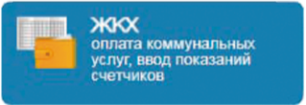 ЖКХ
оплата коммунальных
услуг, ввод показаний
счетчиков